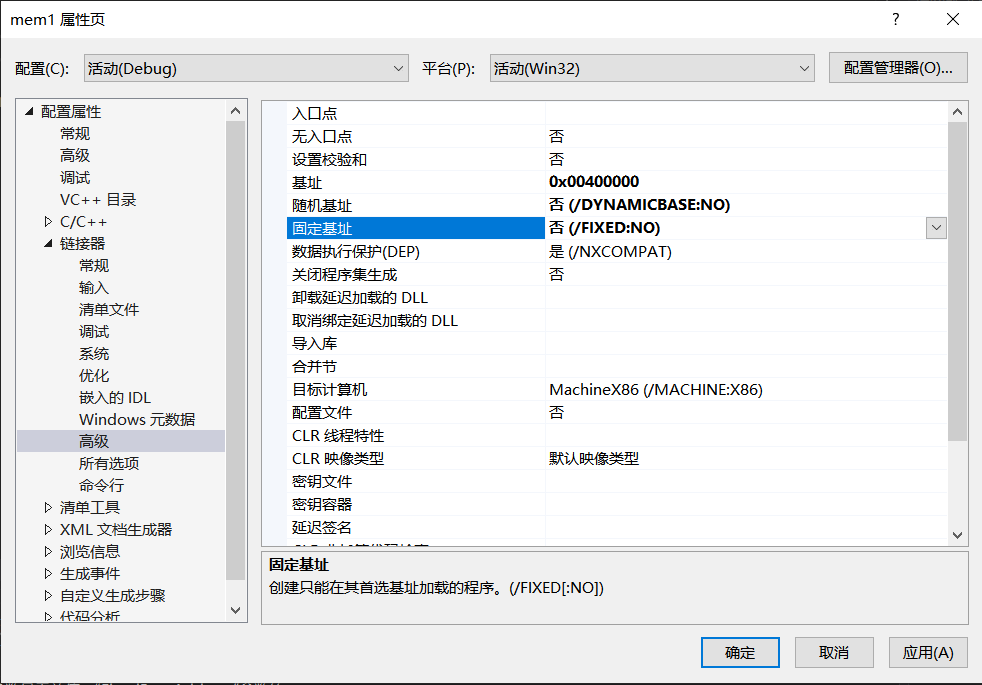 mem1 属性页
配置(C): 活动(Debug) 平台(P): 活动(Win32) 配置管理器(O)...
配置属性
常规
高级
调试
VC++ 目录
C/C++
链接器
常规
输入
清单文件
调试
系统
优化
嵌入的 IDL
Windows 元数据
高级
所有选项
命令行
清单工具
XML 文档生成器
浏览信息
生成事件
自定义生成步骤
代码分析
入口点
无入口点 否
设置校验和 否
基址 0x00400000
随机基址 否 (/DYNAMICBASE:NO)
固定基址 否 (/FIXED:NO)
数据执行保护(DEP) 是 (/NXCOMPAT)
关闭程序集生成 否
卸载延迟加载的 DLL
取消绑定延迟加载的 DLL
导入库
合并节
目标计算机 MachineX86 (/MACHINE:X86)
配置文件 否
CLR 线程特性
CLR 映像类型 默认映像类型
密钥文件
密钥容器
延迟签名
固定基址
创建只能在其首选基址加载的程序。(/FIXED[:NO])
确定 取消 应用(A)